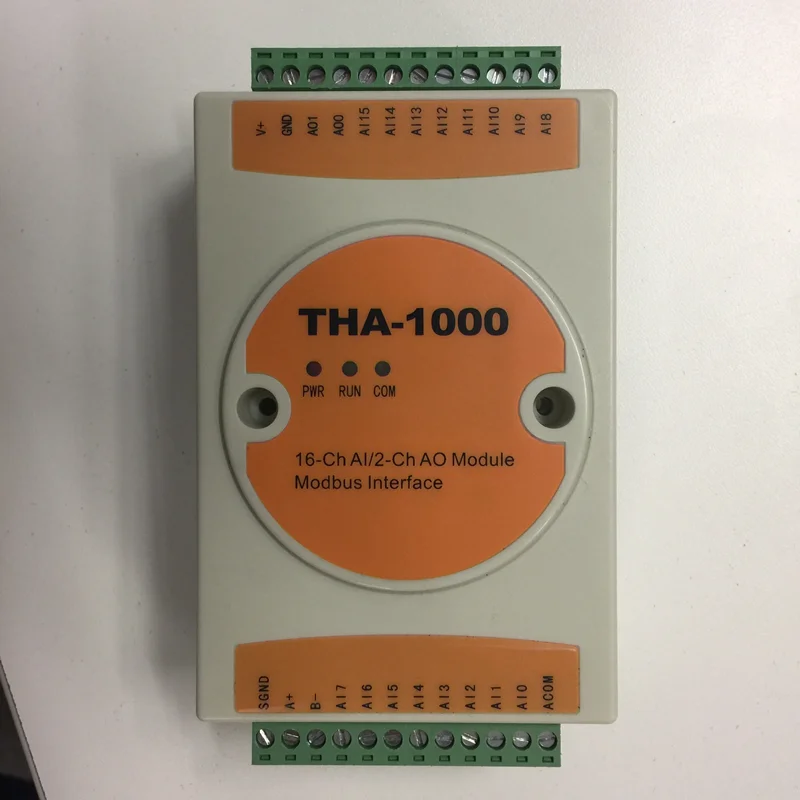 V+ GND AO1 AO0 AI15 AI14 AI13 AI12 AI11 AI10 AI9 AI8
THA-1000
PWR RUN COM
16-Ch AI/2-Ch AO Module
Modbus Interface
SGND A+ B- AI7 AI6 AI5 AI4 AI3 AI2 AI1 AI0 ACOM